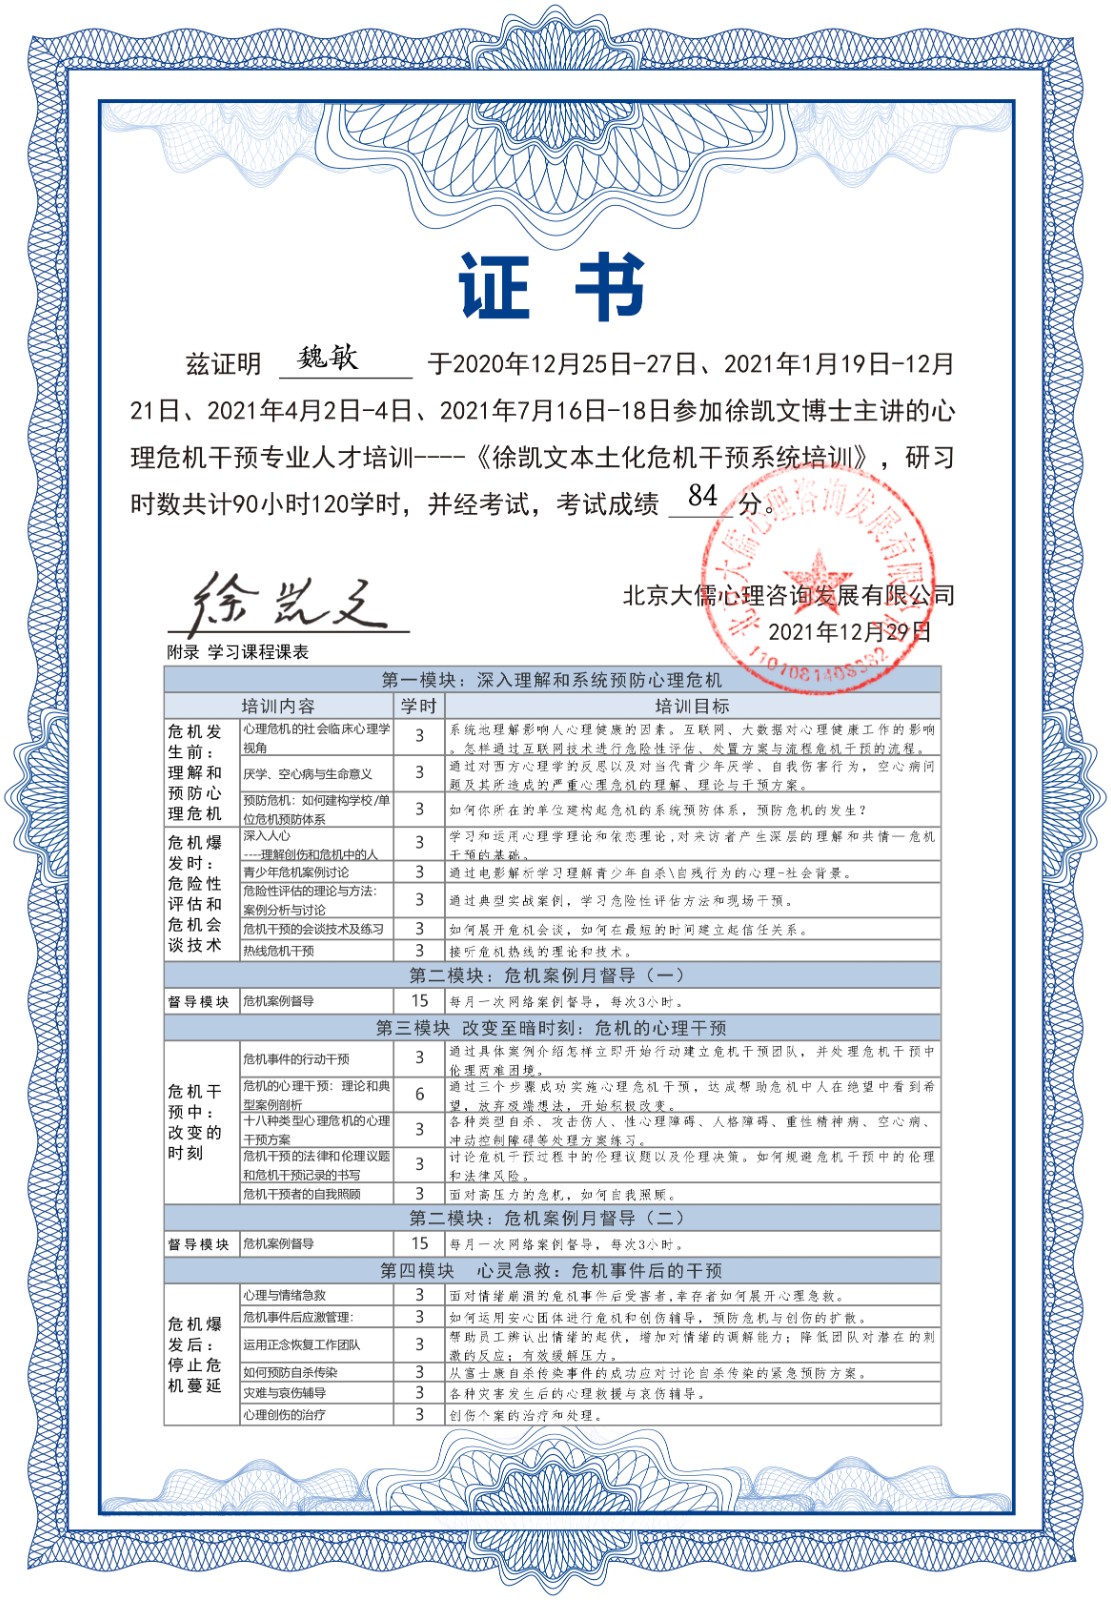 证 书
兹证明 魏敏 于2020年12月25日-27日、2021年1月19日-12月
21日、2021年4月2日-4日、2021年7月16日-18日参加徐凯文博士主讲的心
理危机干预专业人才培训----《徐凯文本土化危机干预系统培训》，研习
时数共计90小时120学时，并经考试，考试成绩 84 分。
徐凯文
北京大儒心理咨询发展有限公司
2021年12月29日
北京大儒心理咨询发展有限公司
附录 学习课程课表
第一模块：深入理解和系统预防心理危机
培训内容 学时 培训目标
危机发生前：理解和预防心理危机
心理危机的社会临床心理学
视角
3
系统地理解影响人心理健康的因素。互联网、大数据对心理健康工作的影响
。怎样通过互联网技术进行危险性评估、处置方案与流程危机干预的流程。
厌学、空心病与生命意义
3
通过对西方心理学的反思以及对当代青少年厌学、自我伤害行为，空心病问
题及其所造成的严重心理危机的理解、理论与干预方案。
预防危机：如何建构学校/单
位危机预防体系
3
如何你所在的单位建构起危机的系统预防体系，预防危机的发生？
危机爆发时：危险性评估和危机会谈技术
深入人心
----理解创伤和危机中的人
3
学习和运用心理学理论和依恋理论,对来访者产生深层的理解和共情—危机
干预的基础。
青少年危机案例讨论
3
通过电影解析学习理解青少年自杀\自残行为的心理-社会背景。
危险性评估的理论与方法：
案例分析与讨论
3
通过典型实战案例，学习危险性评估方法和现场干预。
危机干预的会谈技术及练习
3
如何展开危机会谈，如何在最短的时间建立起信任关系。
热线危机干预
3
接听危机热线的理论和技术。
第二模块：危机案例月督导（一）
督导模块 危机案例督导 15 每月一次网络案例督导，每次3小时。
第三模块 改变至暗时刻：危机的心理干预
危机干预中：改变的时刻
危机事件的行动干预
3
通过具体案例介绍怎样立即开始行动建立危机干预团队，并处理危机干预中
伦理两难困境。
危机的心理干预：理论和典
型案例剖析
6
通过三个步骤成功实施心理危机干预，达成帮助危机中人在绝望中看到希
望，放弃极端想法，开始积极改变。
十八种类型心理危机的心理
干预方案
3
各种类型自杀、攻击伤人、性心理障碍、人格障碍、重性精神病、空心病、
冲动控制障碍等处理方案练习。
危机干预的法律和伦理议题
和危机干预记录的书写
3
讨论危机干预过程中的伦理议题以及伦理决策。如何规避危机干预中的伦理
和法律风险。
危机干预者的自我照顾
3
面对高压力的危机，如何自我照顾。
第二模块：危机案例月督导（二）
督导模块 危机案例督导 15 每月一次网络案例督导，每次3小时。
第四模块 心灵急救：危机事件后的干预
危机爆发后：停止危机蔓延
心理与情绪急救
3
面对情绪崩溃的危机事件后受害者,幸存者如何展开心理急救。
危机事件后应激管理：
3
如何运用安心团体进行危机和创伤辅导，预防危机与创伤的扩散。
运用正念恢复工作团队
3
帮助员工辨认出情绪的起伏，增加对情绪的调解能力；降低团队对潜在的刺
激的反应；有效缓解压力。
如何预防自杀传染
3
从富士康自杀传染事件的成功应对讨论自杀传染的紧急预防方案。
灾难与哀伤辅导
3
各种灾害发生后的心理救援与哀伤辅导。
心理创伤的治疗
3
创伤个案的治疗和处理。